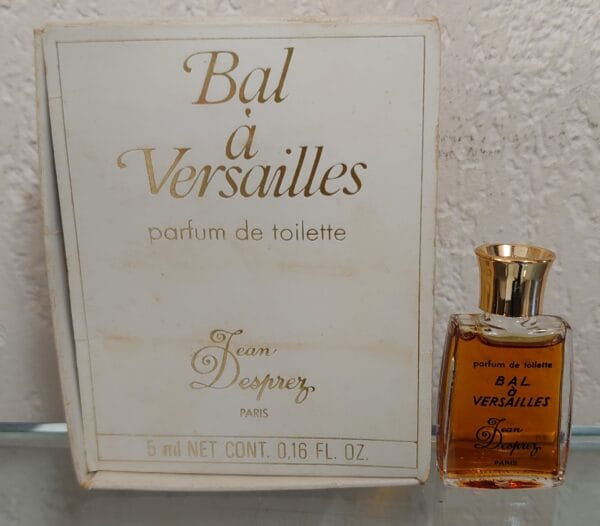 Bal
à
Versailles
parfum de toilette
Jean
Desprez
PARIS
5 ml NET CONT. 0,16 FL. OZ.
parfum de toilette
BAL
à
VERSAILLES
Jean
Desprez
PARIS